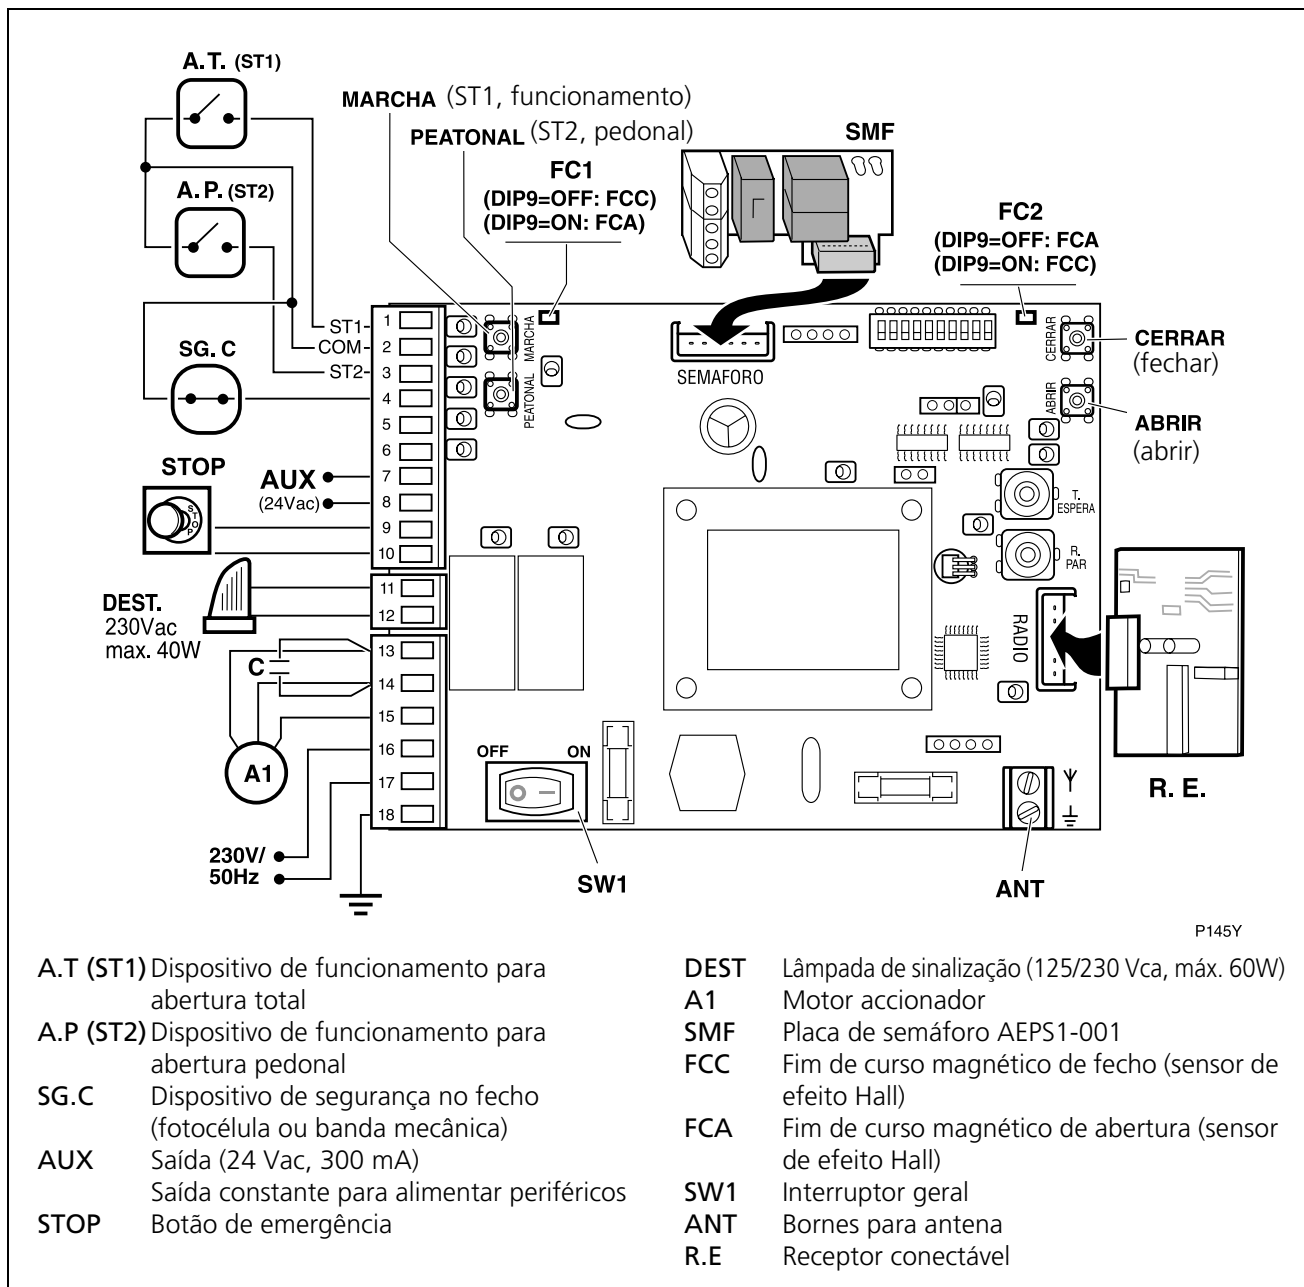 A.T. (ST1)
MARCHA (ST1, funcionamento)
PEATONAL (ST2, pedonal)
SMF
FC1
(DIP9=OFF: FCC)
(DIP9=ON: FCA)
A.P. (ST2)
FC2
(DIP9=OFF: FCA
(DIP9=ON: FCC)
ST1
COM
ST2
SG. C
1
2
3
4
5
6
7
8
9
10
11
12
13
14
15
16
17
18
MARCHA
PEATONAL
SEMAFORO
CERRAR
ABRIR
CERRAR
(fechar)
ABRIR
(abrir)
STOP
STOP
AUX
(24Vac)
T.
ESPERA
R.
PAR
RADIO
DEST.
230Vac
max. 40W
C
A1
OFF ON
R. E.
230V/
50Hz
SW1
ANT
P145Y
A.T (ST1) Dispositivo de funcionamento para
abertura total
A.P (ST2) Dispositivo de funcionamento para
abertura pedonal
SG.C Dispositivo de segurança no fecho
(fotocélula ou banda mecânica)
AUX Saída (24 Vac, 300 mA)
Saída constante para alimentar periféricos
STOP Botão de emergência
DEST Lâmpada de sinalização (125/230 Vca, máx. 60W)
A1 Motor accionador
SMF Placa de semáforo AEPS1-001
FCC Fim de curso magnético de fecho (sensor de
efeito Hall)
FCA Fim de curso magnético de abertura (sensor
de efeito Hall)
SW1 Interruptor geral
ANT Bornes para antena
R.E Receptor conectável